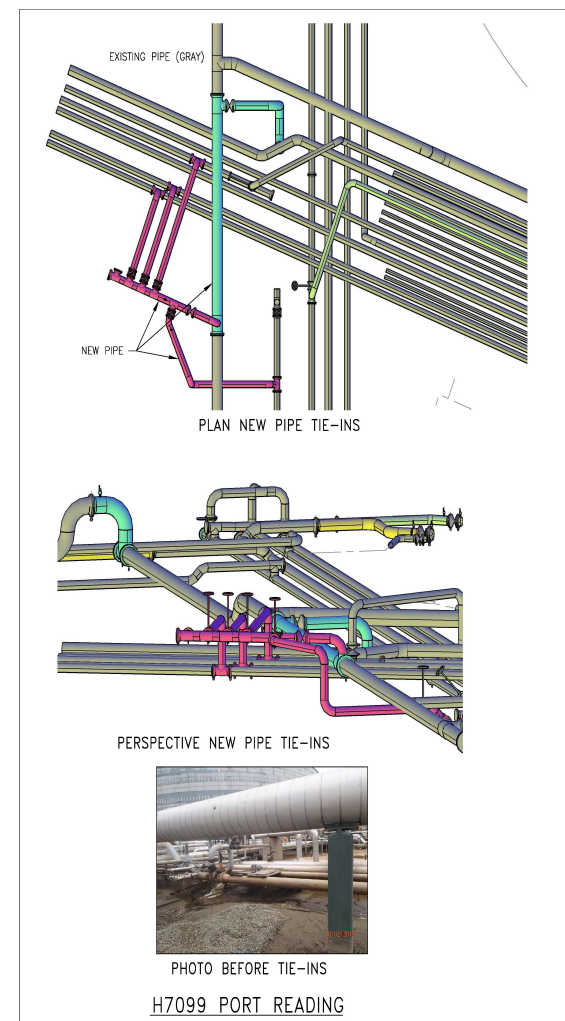 EXISTING PIPE (GRAY)
NEW PIPE
PLAN NEW PIPE TIE-INS
PERSPECTIVE NEW PIPE TIE-INS
PHOTO BEFORE TIE-INS
H7099 PORT READING